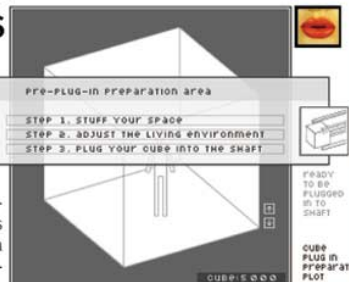 S
Pre-PLUG-IN PreParation area
STEP 1. STUFF YOUR SPACE
STEP 2. ADJUST THE LIVING ENVIRONMENT
STEP 3. PLUG YOUR CUBE INTO THE SHAFT
READY
TO BE
PLUGGED
IN TO
SHAFT
CUBE
PLUG IN
PREPARAT
PLOT
CUBE:S 000